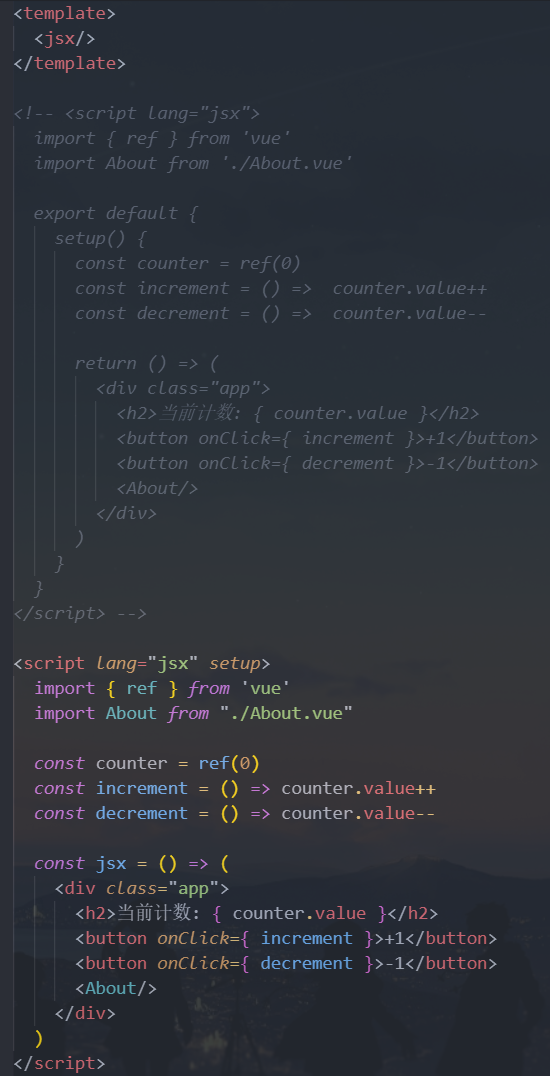 <template>
  <jsx/>
</template>

<!-- <script lang="jsx">
  import { ref } from 'vue'
  import About from './About.vue'

  export default {
    setup() {
      const counter = ref(0)
      const increment = () =>  counter.value++
      const decrement = () =>  counter.value--

      return () => (
        <div class="app">
          <h2>当前计数: { counter.value }</h2>
          <button onClick={ increment }>+1</button>
          <button onClick={ decrement }>-1</button>
          <About/>
        </div>
      )
    }
  }
</script> -->

<script lang="jsx" setup>
  import { ref } from 'vue'
  import About from "./About.vue"

  const counter = ref(0)
  const increment = () => counter.value++
  const decrement = () => counter.value--

  const jsx = () => (
    <div class="app">
      <h2>当前计数: { counter.value }</h2>
      <button onClick={ increment }>+1</button>
      <button onClick={ decrement }>-1</button>
      <About/>
    </div>
  )
</script>